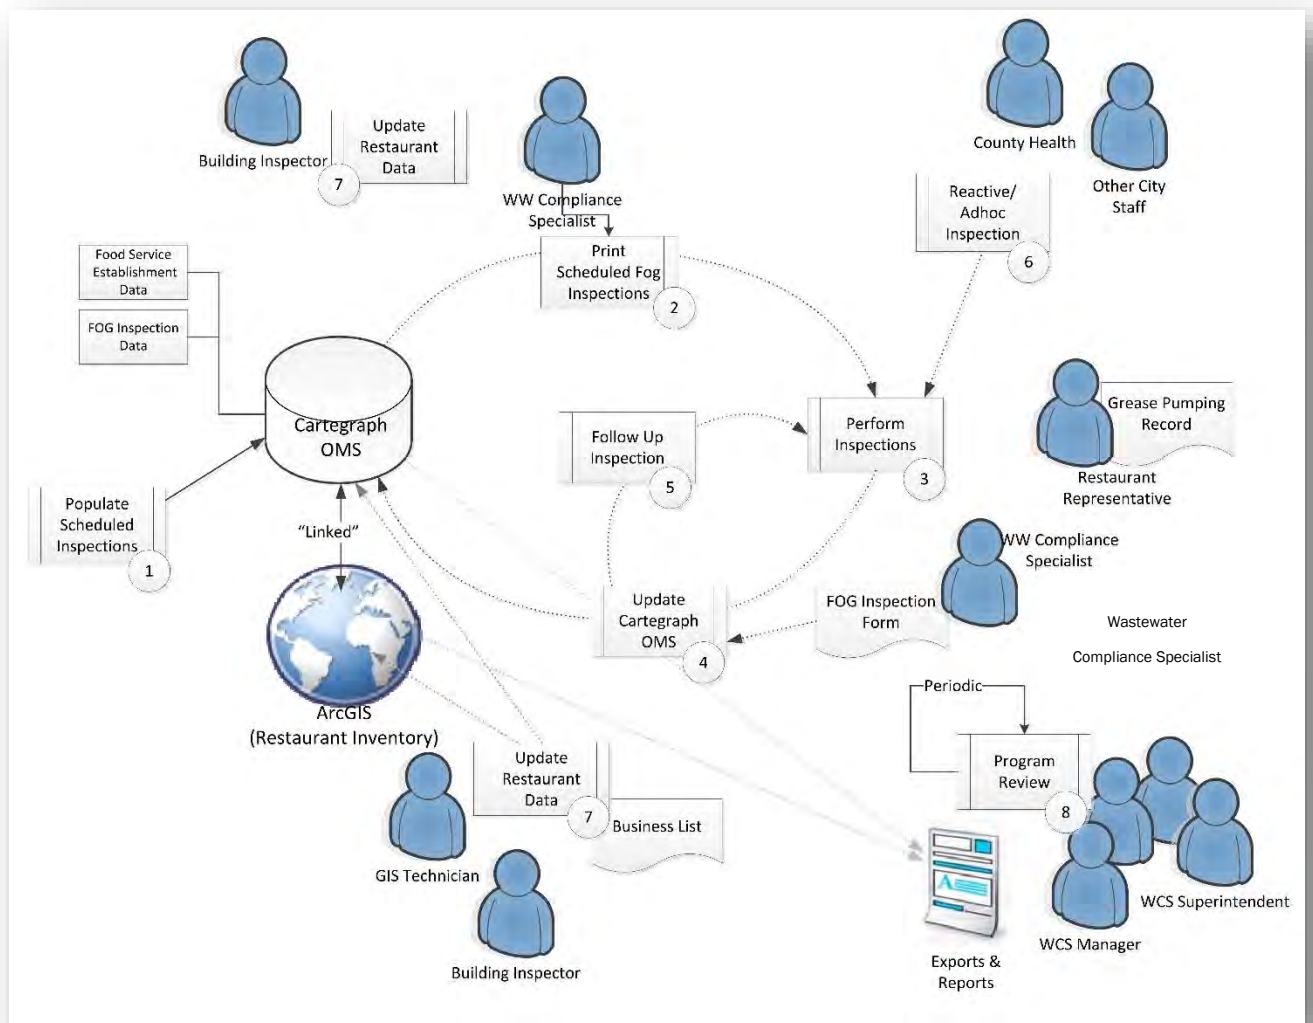 Building Inspector
Update
Restaurant
Data
7
WW Compliance
Specialist
Print
Scheduled Fog
Inspections
2
County Health
Other City
Staff
Reactive/
Adhoc
Inspection
6
Food Service
Establishment
Data
FOG Inspection
Data
Cartegraph
OMS
Populate
Scheduled
Inspections
1
"Linked"
ArcGIS
(Restaurant Inventory)
Follow Up
Inspection
5
Perform
Inspections
3
Grease Pumping
Record
Restaurant
Representative
WW Compliance
Specialist
FOG Inspection
Form
Update
Cartegraph
OMS
4
Wastewater
Compliance Specialist
Periodic
Program
Review
8
Update
Restaurant
Data
7
Business List
GIS Technician
Building Inspector
WCS Superintendent
WCS Manager
Exports &
Reports